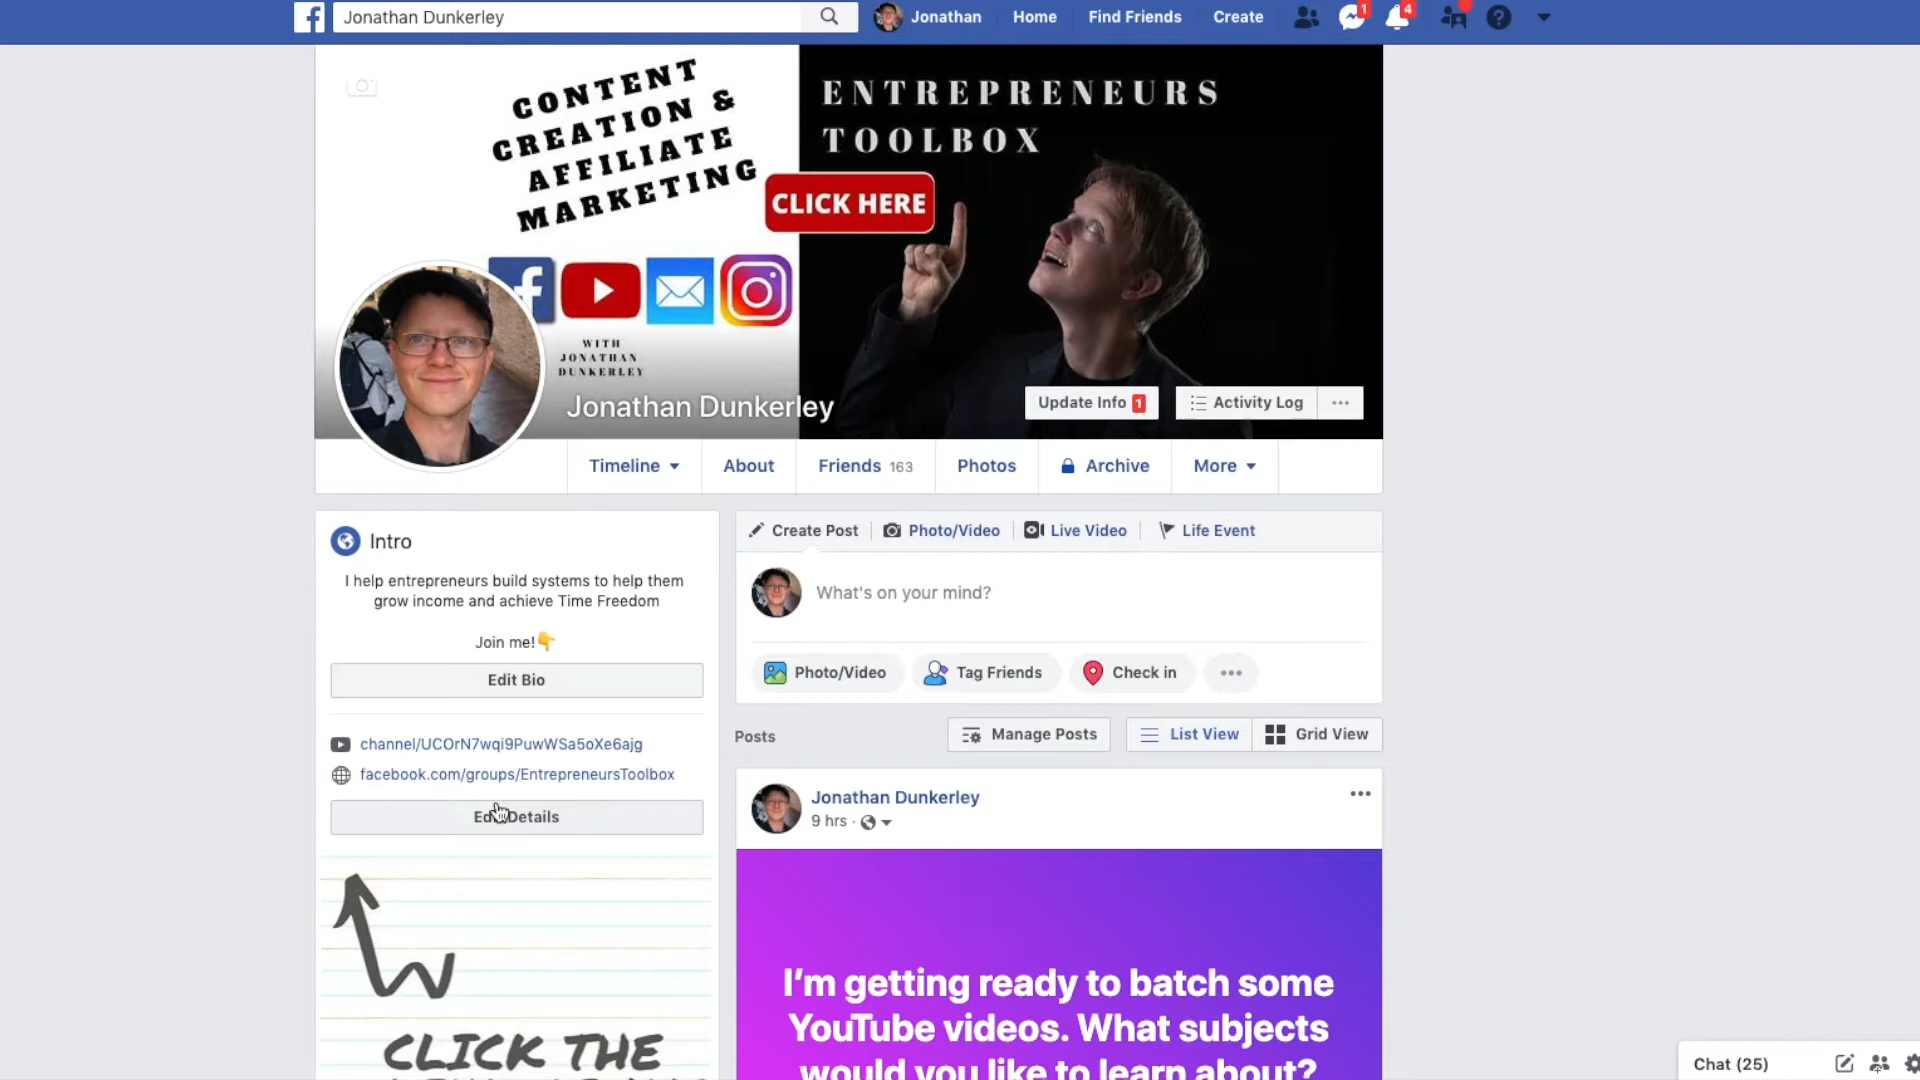 Jonathan Dunkerley
Jonathan
Home
Find Friends
Create
1
4
CONTENT
CREATION &
AFFILIATE
MARKETING
ENTREPRENEURS
TOOLBOX
CLICK HERE
WITH
JONATHAN
DUNKERLEY
Jonathan Dunkerley
Update Info 1
Activity Log
Timeline
About
Friends 163
Photos
Archive
More
Intro
I help entrepreneurs build systems to help them
grow income and achieve Time Freedom
Join me!👇
Edit Bio
channel/UCOrN7wqi9PuwWSa5oXe6ajg
facebook.com/groups/EntrepreneursToolbox
Edit Details
CLICK THE
Create Post
Photo/Video
Live Video
Life Event
What's on your mind?
Photo/Video
Tag Friends
Check in
Posts
Manage Posts
List View
Grid View
Jonathan Dunkerley
9 hrs ·
I'm getting ready to batch some
YouTube videos. What subjects
would you like to learn about?
Chat (25)